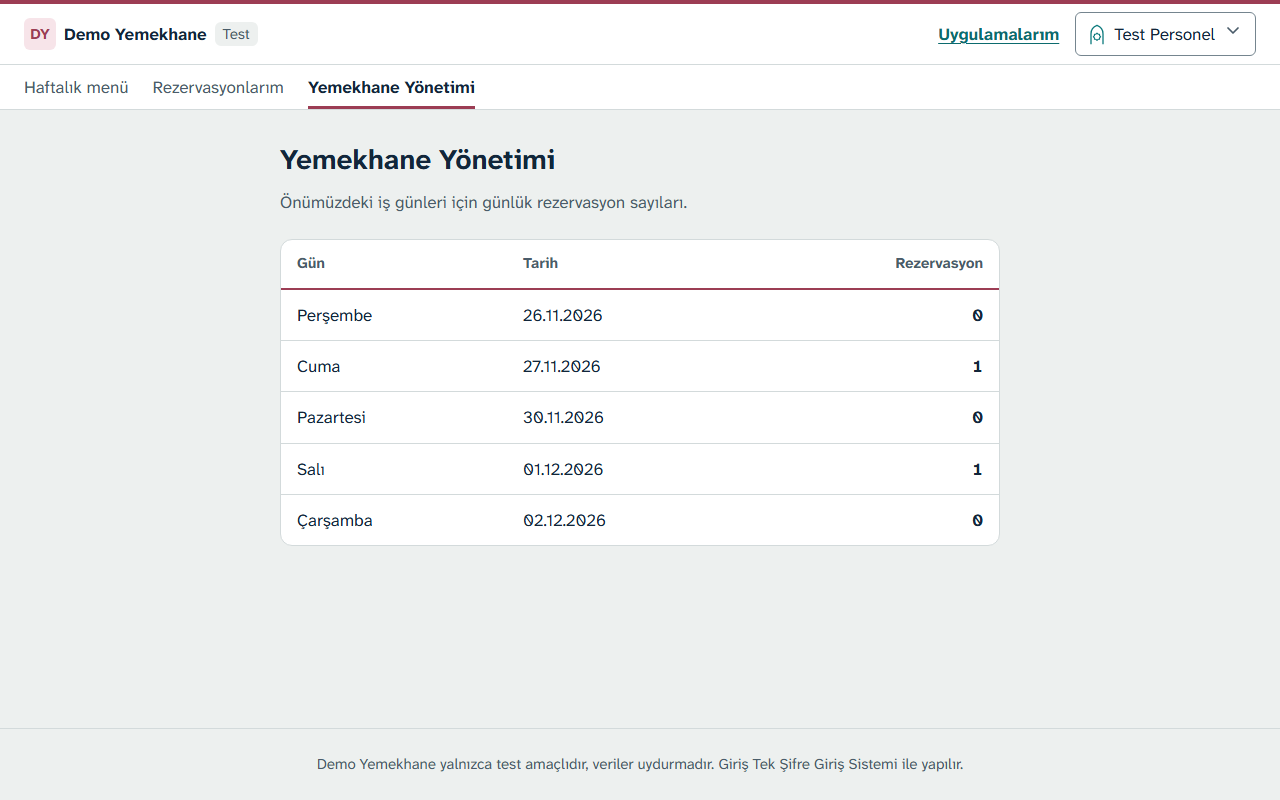 DY Demo Yemekhane Test Uygulamalarım Test Personel
Haftalık menü Rezervasyonlarım Yemekhane Yönetimi
Yemekhane Yönetimi
Önümüzdeki iş günleri için günlük rezervasyon sayıları.
Gün Tarih Rezervasyon
Perşembe 26.11.2026 0
Cuma 27.11.2026 1
Pazartesi 30.11.2026 0
Salı 01.12.2026 1
Çarşamba 02.12.2026 0
Demo Yemekhane yalnızca test amaçlıdır, veriler uydurmadır. Giriş Tek Şifre Giriş Sistemi ile yapılır.